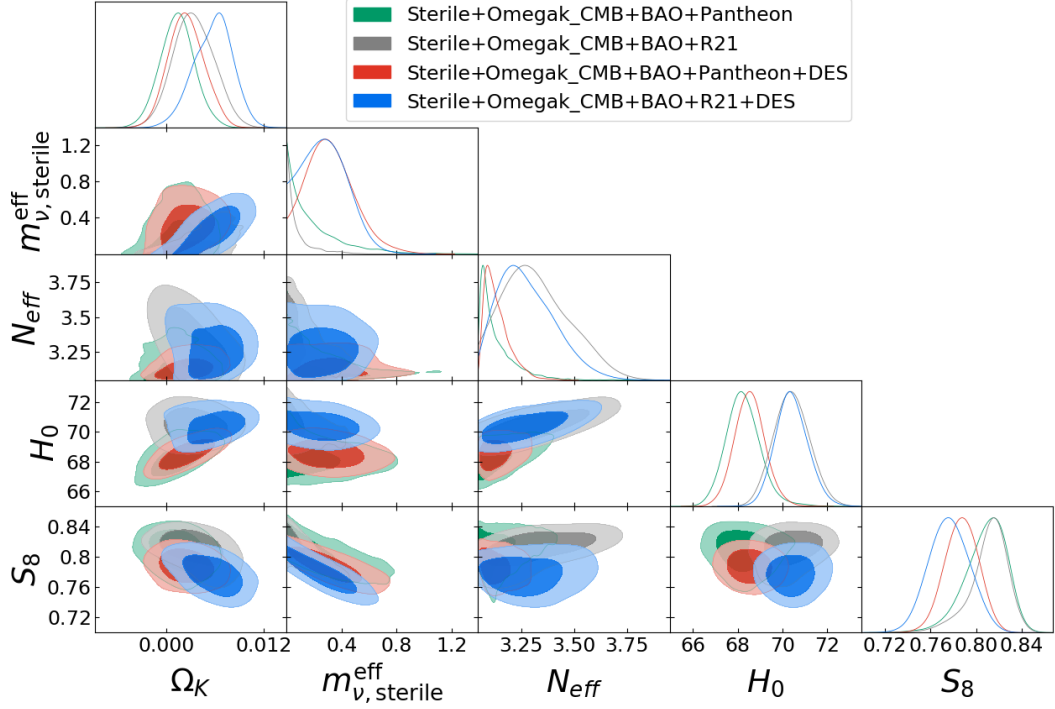 Sterile+Omegak_CMB+BAO+Pantheon
Sterile+Omegak_CMB+BAO+R21
Sterile+Omegak_CMB+BAO+Pantheon+DES
Sterile+Omegak_CMB+BAO+R21+DES
m^eff_ν, sterile
1.2
0.8
0.4
N_eff
3.75
3.50
3.25
H_0
72
70
68
66
S_8
0.84
0.80
0.76
0.72
0.000 0.012
0.4 0.8 1.2
3.25 3.50 3.75
66 68 70 72
0.72 0.76 0.80 0.84
Ω_K m^eff_ν, sterile N_eff H_0 S_8